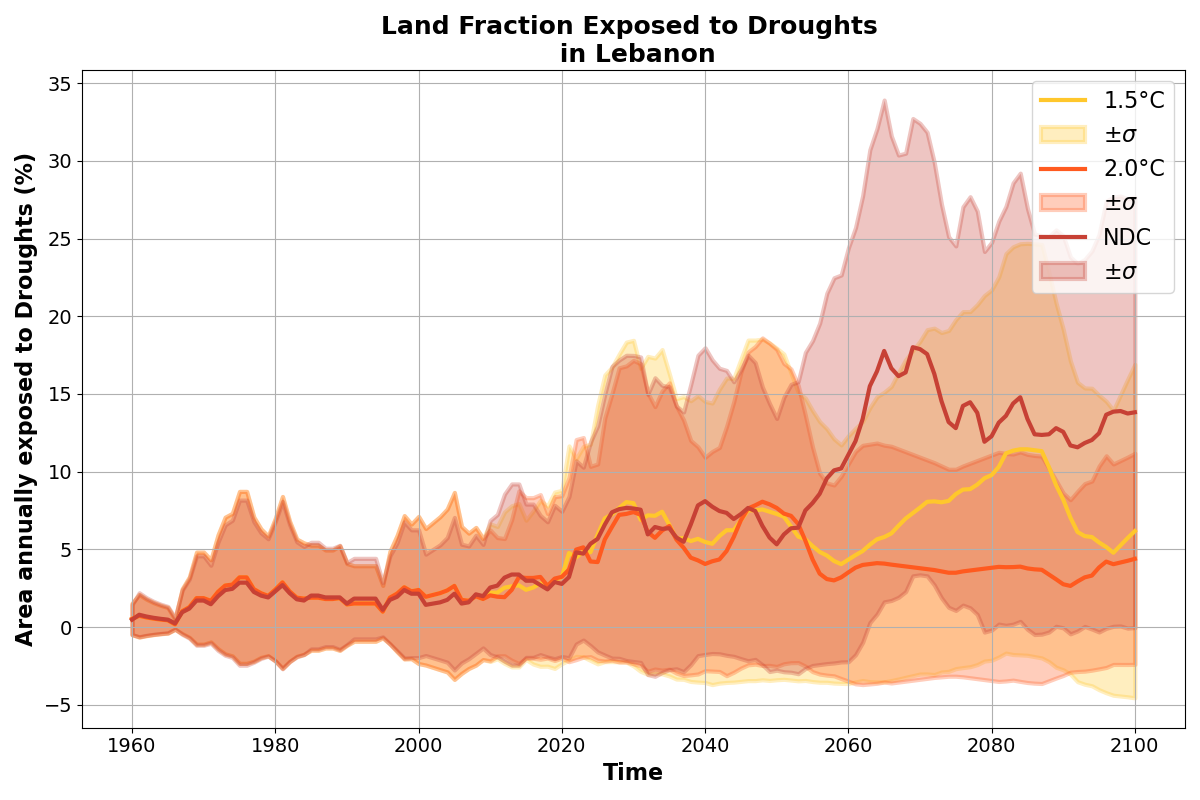 Land Fraction Exposed to Droughts
in Lebanon
Area annually exposed to Droughts (%)
35
30
25
20
15
10
5
0
−5
1.5°C
±σ
2.0°C
±σ
NDC
±σ
1960
1980
2000
2020
2040
2060
2080
2100
Time